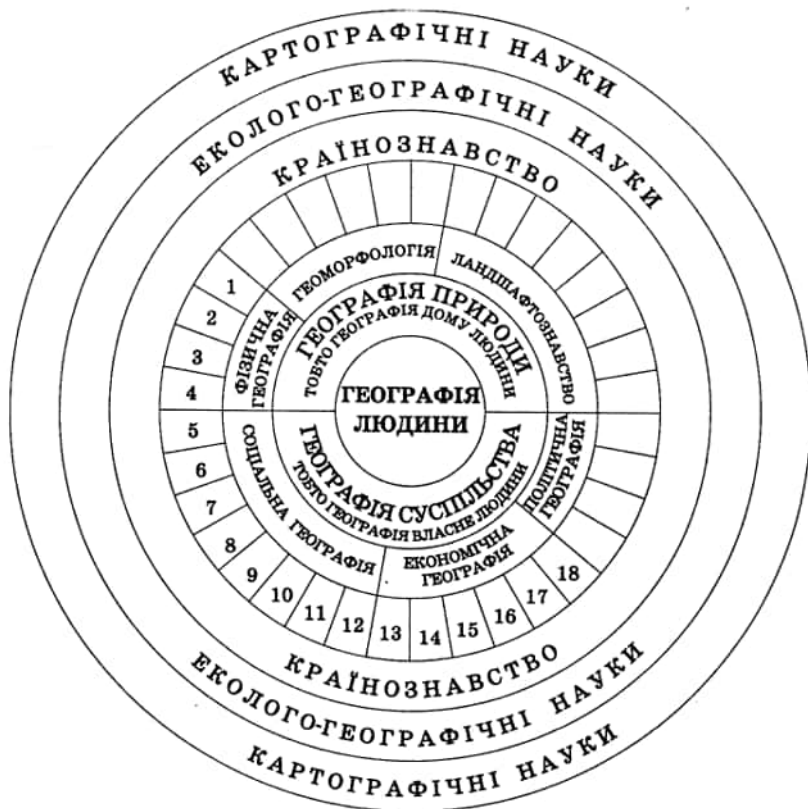 КАРТОГРАФІЧНІ НАУКИ
ЕКОЛОГО-ГЕОГРАФІЧНІ НАУКИ
КРАЇНОЗНАВСТВО
ГЕОМОРФОЛОГІЯ
ЛАНДШАФТОЗНАВСТВО
ФІЗИЧНА
ГЕОГРАФІЯ
ГЕОГРАФІЯ ПРИРОДИ
ТОБТО ГЕОГРАФІЯ ДОМУ ЛЮДИНИ
1
2
3
4
ГЕОГРАФІЯ
ЛЮДИНИ
5
6
7
8
9
10
11
12
13
14
15
16
17
18
ГЕОГРАФІЯ СУСПІЛЬСТВА
ТОБТО ГЕОГРАФІЯ ВЛАСНЕ ЛЮДИНИ
СОЦІАЛЬНА ГЕОГРАФІЯ
ЕКОНОМІЧНА
ГЕОГРАФІЯ
ПОЛІТИЧНА
ГЕОГРАФІЯ
КРАЇНОЗНАВСТВО
ЕКОЛОГО-ГЕОГРАФІЧНІ НАУКИ
КАРТОГРАФІЧНІ НАУКИ